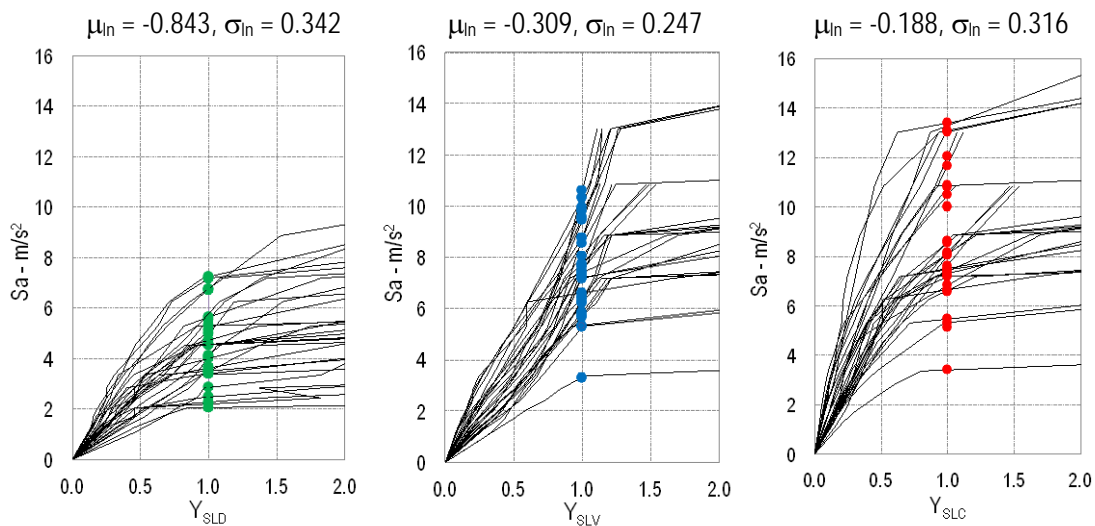 μln = -0.843, σln = 0.342
16
14
12
10
8
6
4
2
0
Sa - m/s²
0.0 0.5 1.0 1.5 2.0
YSLD
μln = -0.309, σln = 0.247
16
14
12
10
8
6
4
2
0
Sa - m/s²
0.0 0.5 1.0 1.5 2.0
YSLV
μln = -0.188, σln = 0.316
16
14
12
10
8
6
4
2
0
Sa - m/s²
0.0 0.5 1.0 1.5 2.0
YSLC